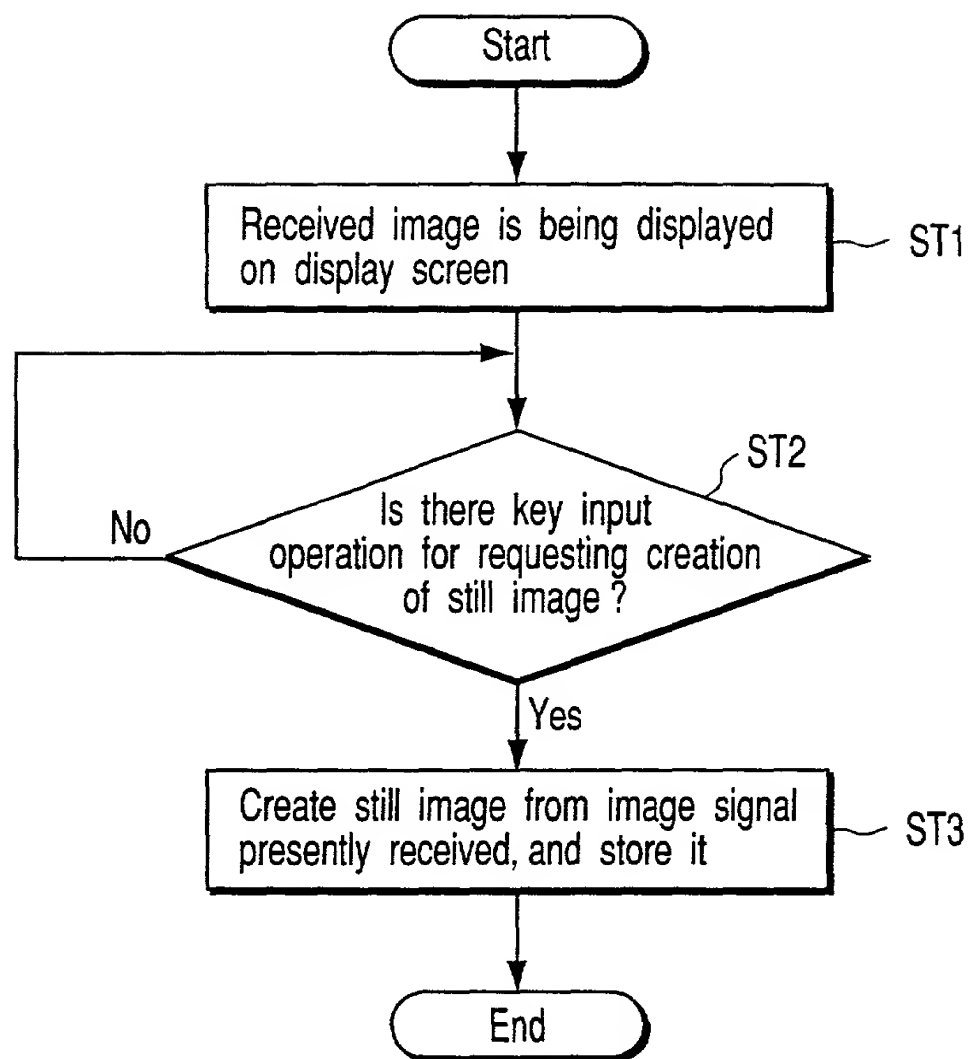 Start
Received image is being displayed
on display screen
ST1
ST2
Is there key input
operation for requesting creation
of still image ?
No
Yes
Create still image from image signal
presently received, and store it
ST3
End